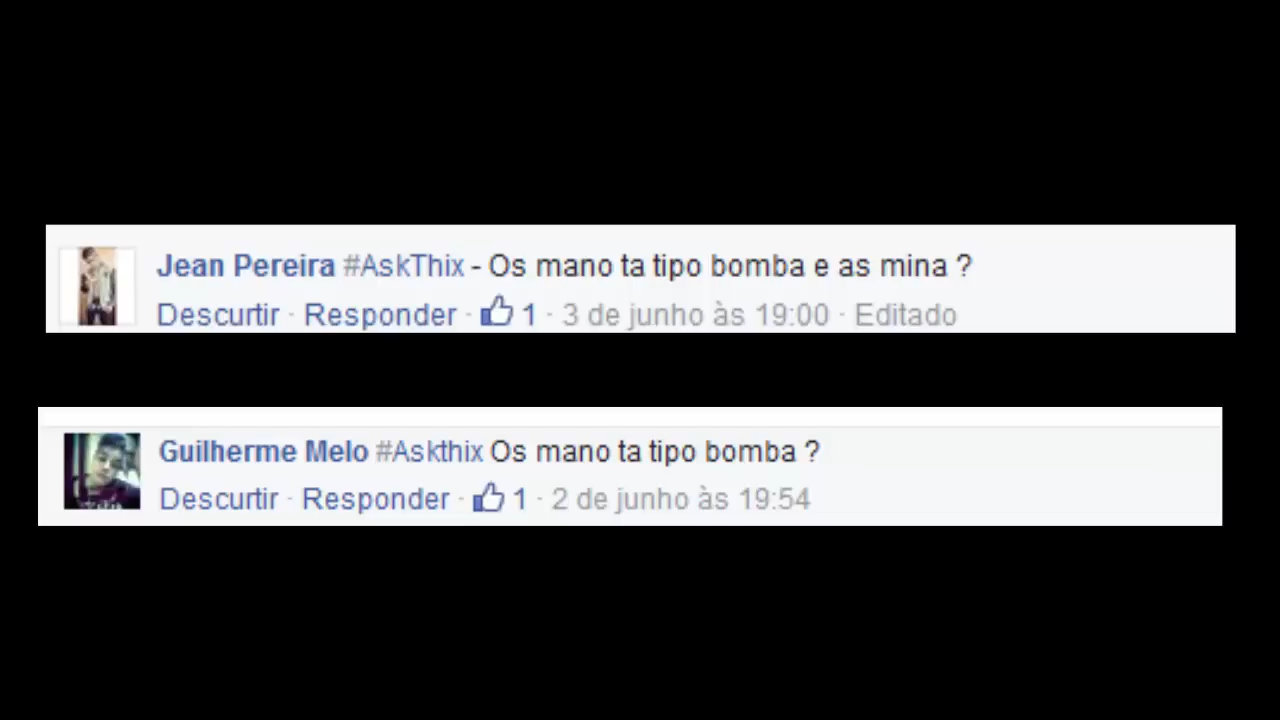 Jean Pereira #AskThix - Os mano ta tipo bomba e as mina ?
Descurtir · Responder · 1 · 3 de junho às 19:00 · Editado
Guilherme Melo #Askthix Os mano ta tipo bomba ?
Descurtir · Responder · 1 · 2 de junho às 19:54